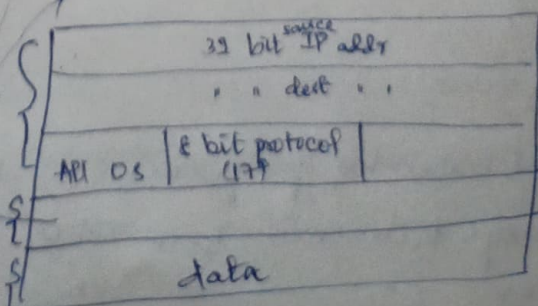 source
32 bit IP addr
" " dest " "
8 bit protocol
All 0s (17)
data